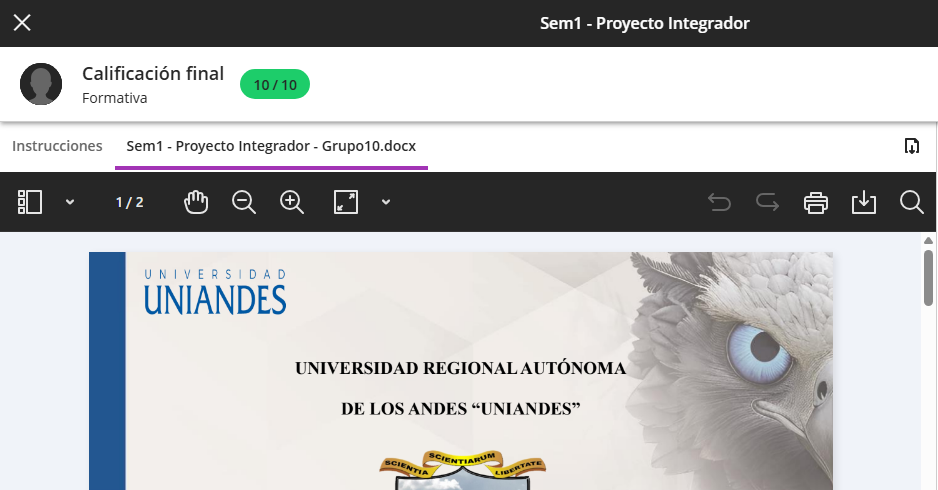 Sem1 - Proyecto Integrador
Calificación final
10 / 10
Formativa
Instrucciones
Sem1 - Proyecto Integrador - Grupo10.docx
1 / 2
UNIVERSIDAD
UNIANDES
UNIVERSIDAD REGIONAL AUTÓNOMA
DE LOS ANDES “UNIANDES”
SCIENTIA SCIENTIARUM LIBERTATE